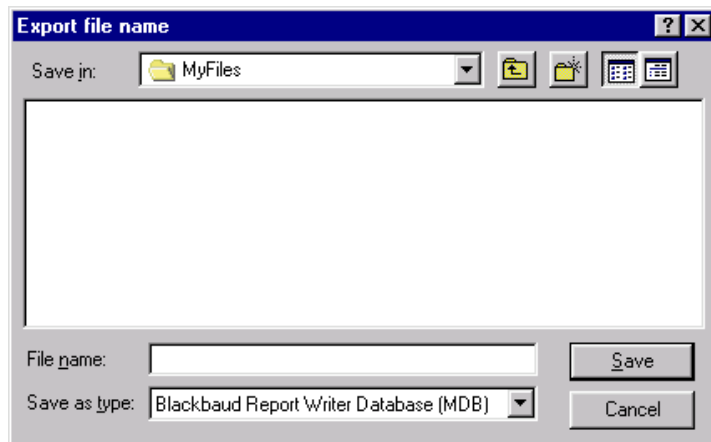 Export file name
Save in: MyFiles
File name: Save
Save as type: Blackbaud Report Writer Database (MDB) Cancel